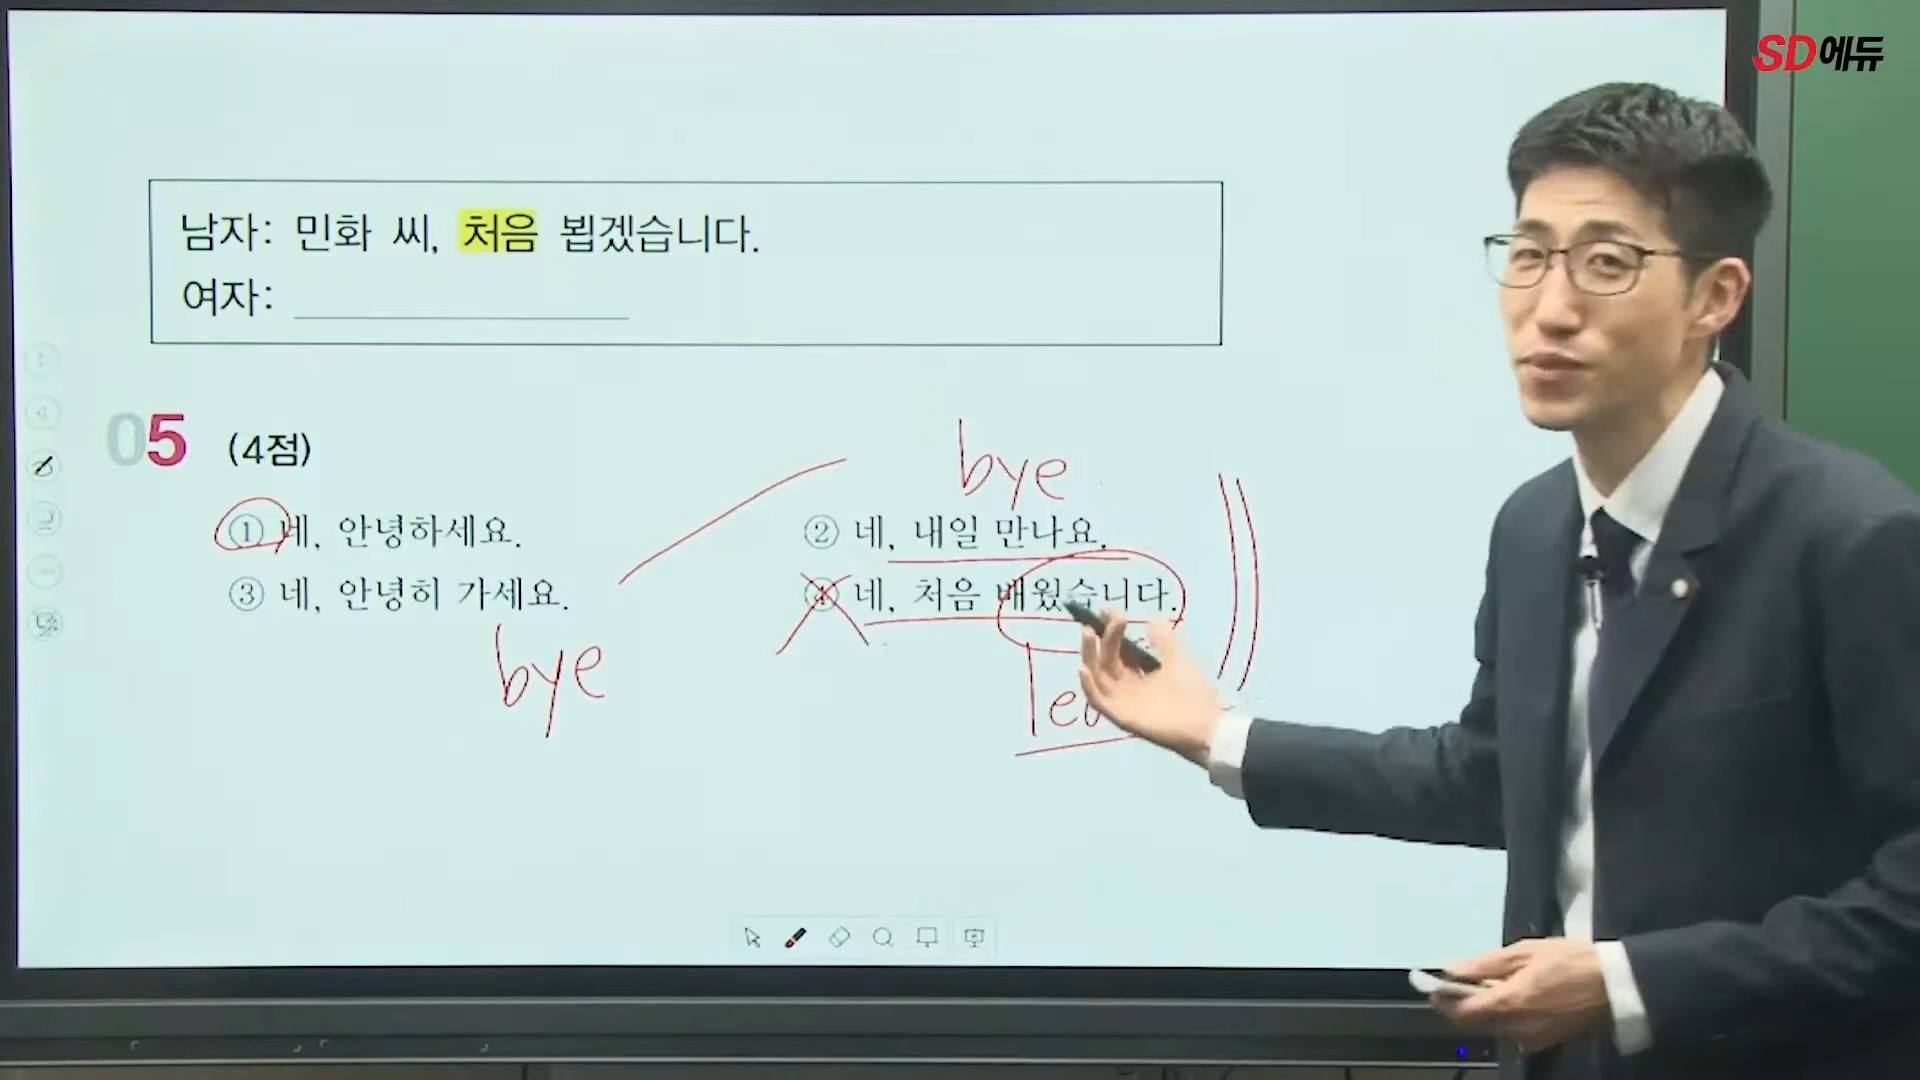 SD에듀
남자: 민화 씨, 처음 뵙겠습니다.
여자:
05 (4점)
bye
① 네, 안녕하세요. ② 네, 내일 만나요.
③ 네, 안녕히 가세요. ④ 네, 처음 배웠습니다.
bye